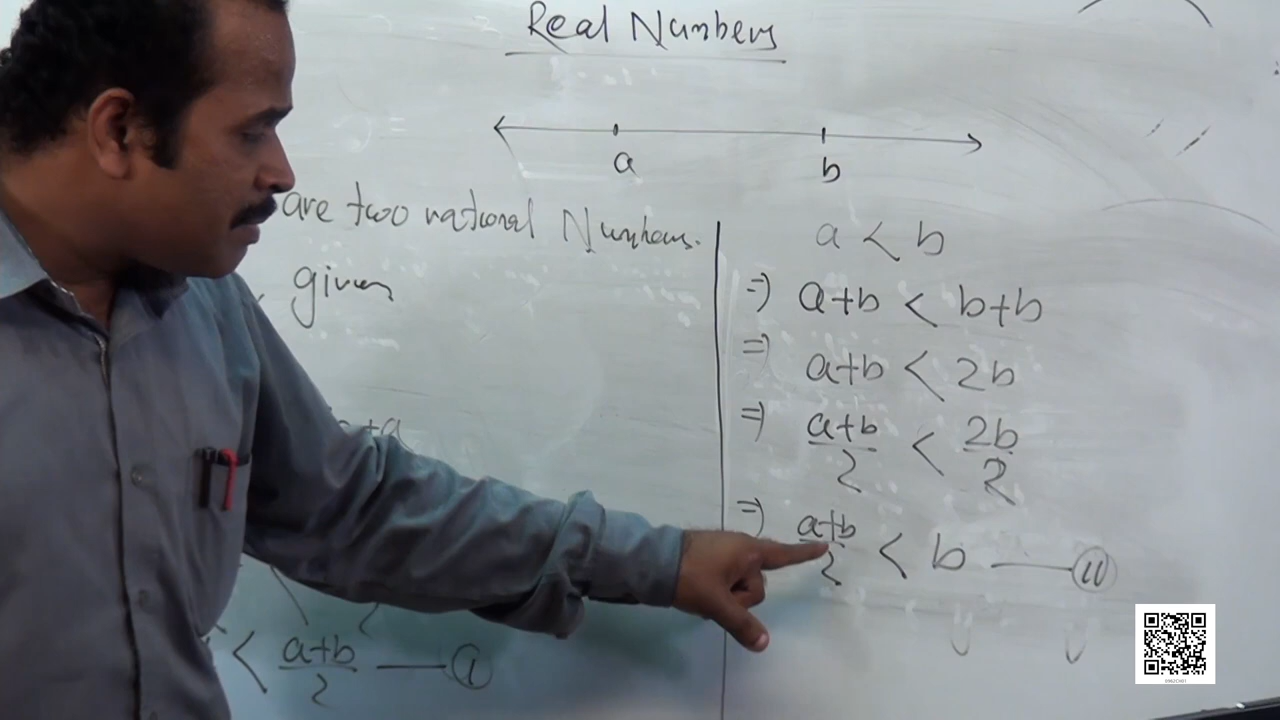 Real Numbers
a b
are two rational Numbers.
given
+a
< a+b/2 —— (i)
a < b
=) a+b < b+b
=) a+b < 2b
=) a+b/2 < 2b/2
=) a+b/2 < b —— (ii)